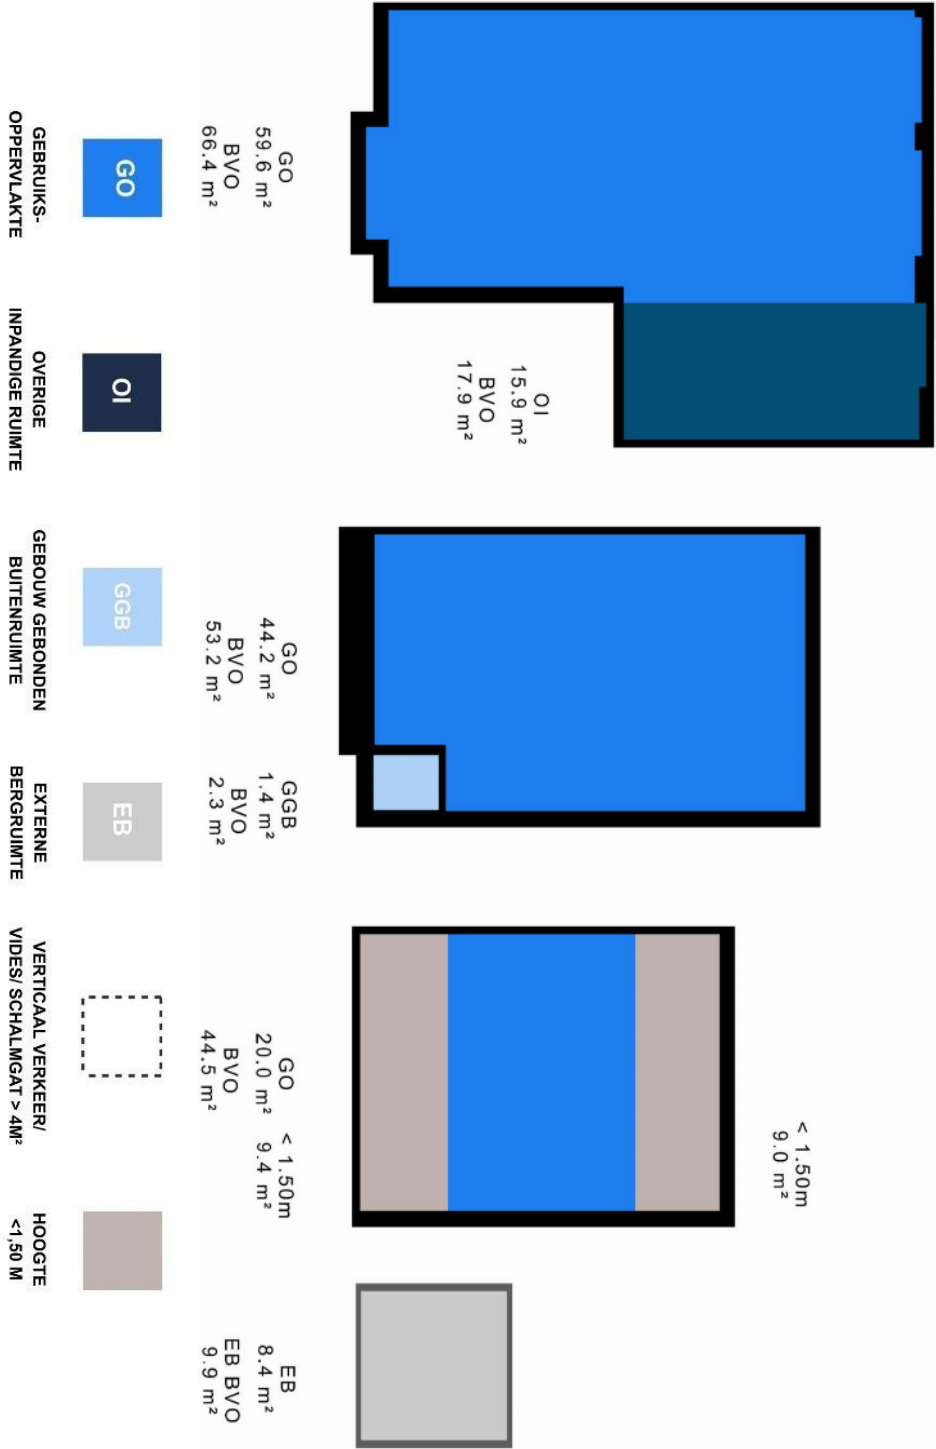 < 1.50m
9.0 m²
OI
15.9 m²
BVO
17.9 m²
GO
59.6 m²
BVO
66.4 m²
GO
44.2 m²
BVO
53.2 m²
GGB
1.4 m²
BVO
2.3 m²
GO
20.0 m²
BVO
44.5 m²
< 1.50m
9.4 m²
EB
8.4 m²
EB BVO
9.9 m²
GO
OI
GGB
EB
GEBRUIKS-
OPPERVLAKTE
OVERIGE
INPANDIGE RUIMTE
GEBOUW GEBONDEN
BUITENRUIMTE
EXTERNE
BERGRUIMTE
VERTICAAL VERKEER/
VIDES/ SCHALMGAT > 4M²
HOOGTE
<1,50 M